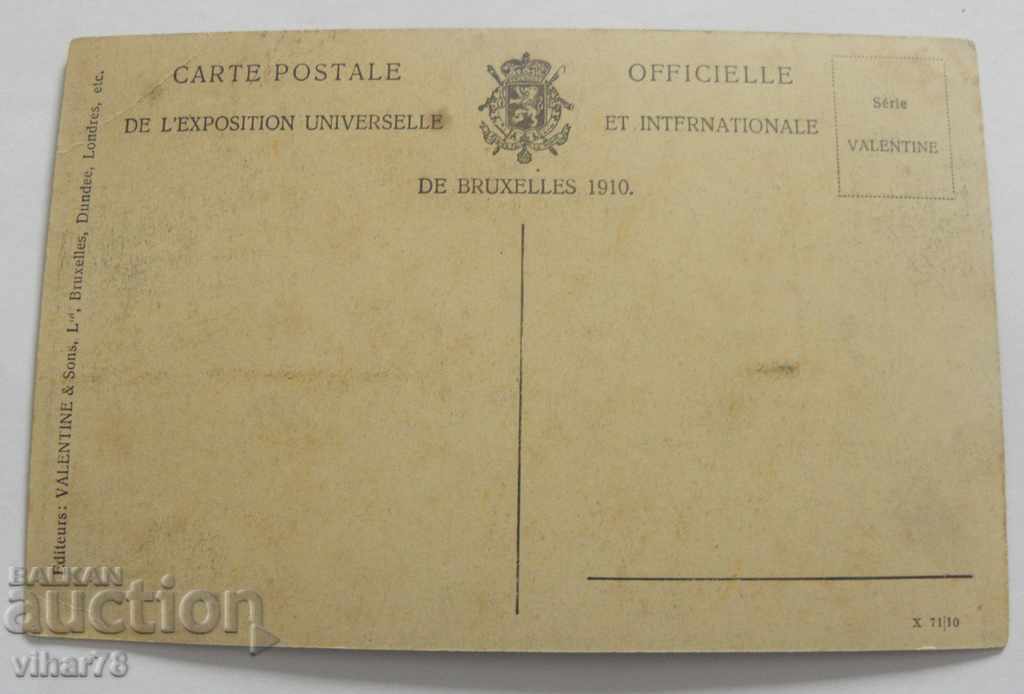 CARTE POSTALE OFFICIELLE
DE L'EXPOSITION UNIVERSELLE ET INTERNATIONALE
DE BRUXELLES 1910.
Série
VALENTINE
Editeurs: VALENTINE & Sons, Ltd, Bruxelles, Dundee, Londres, etc.
X 71|10
BALKAN
auction
vihar78